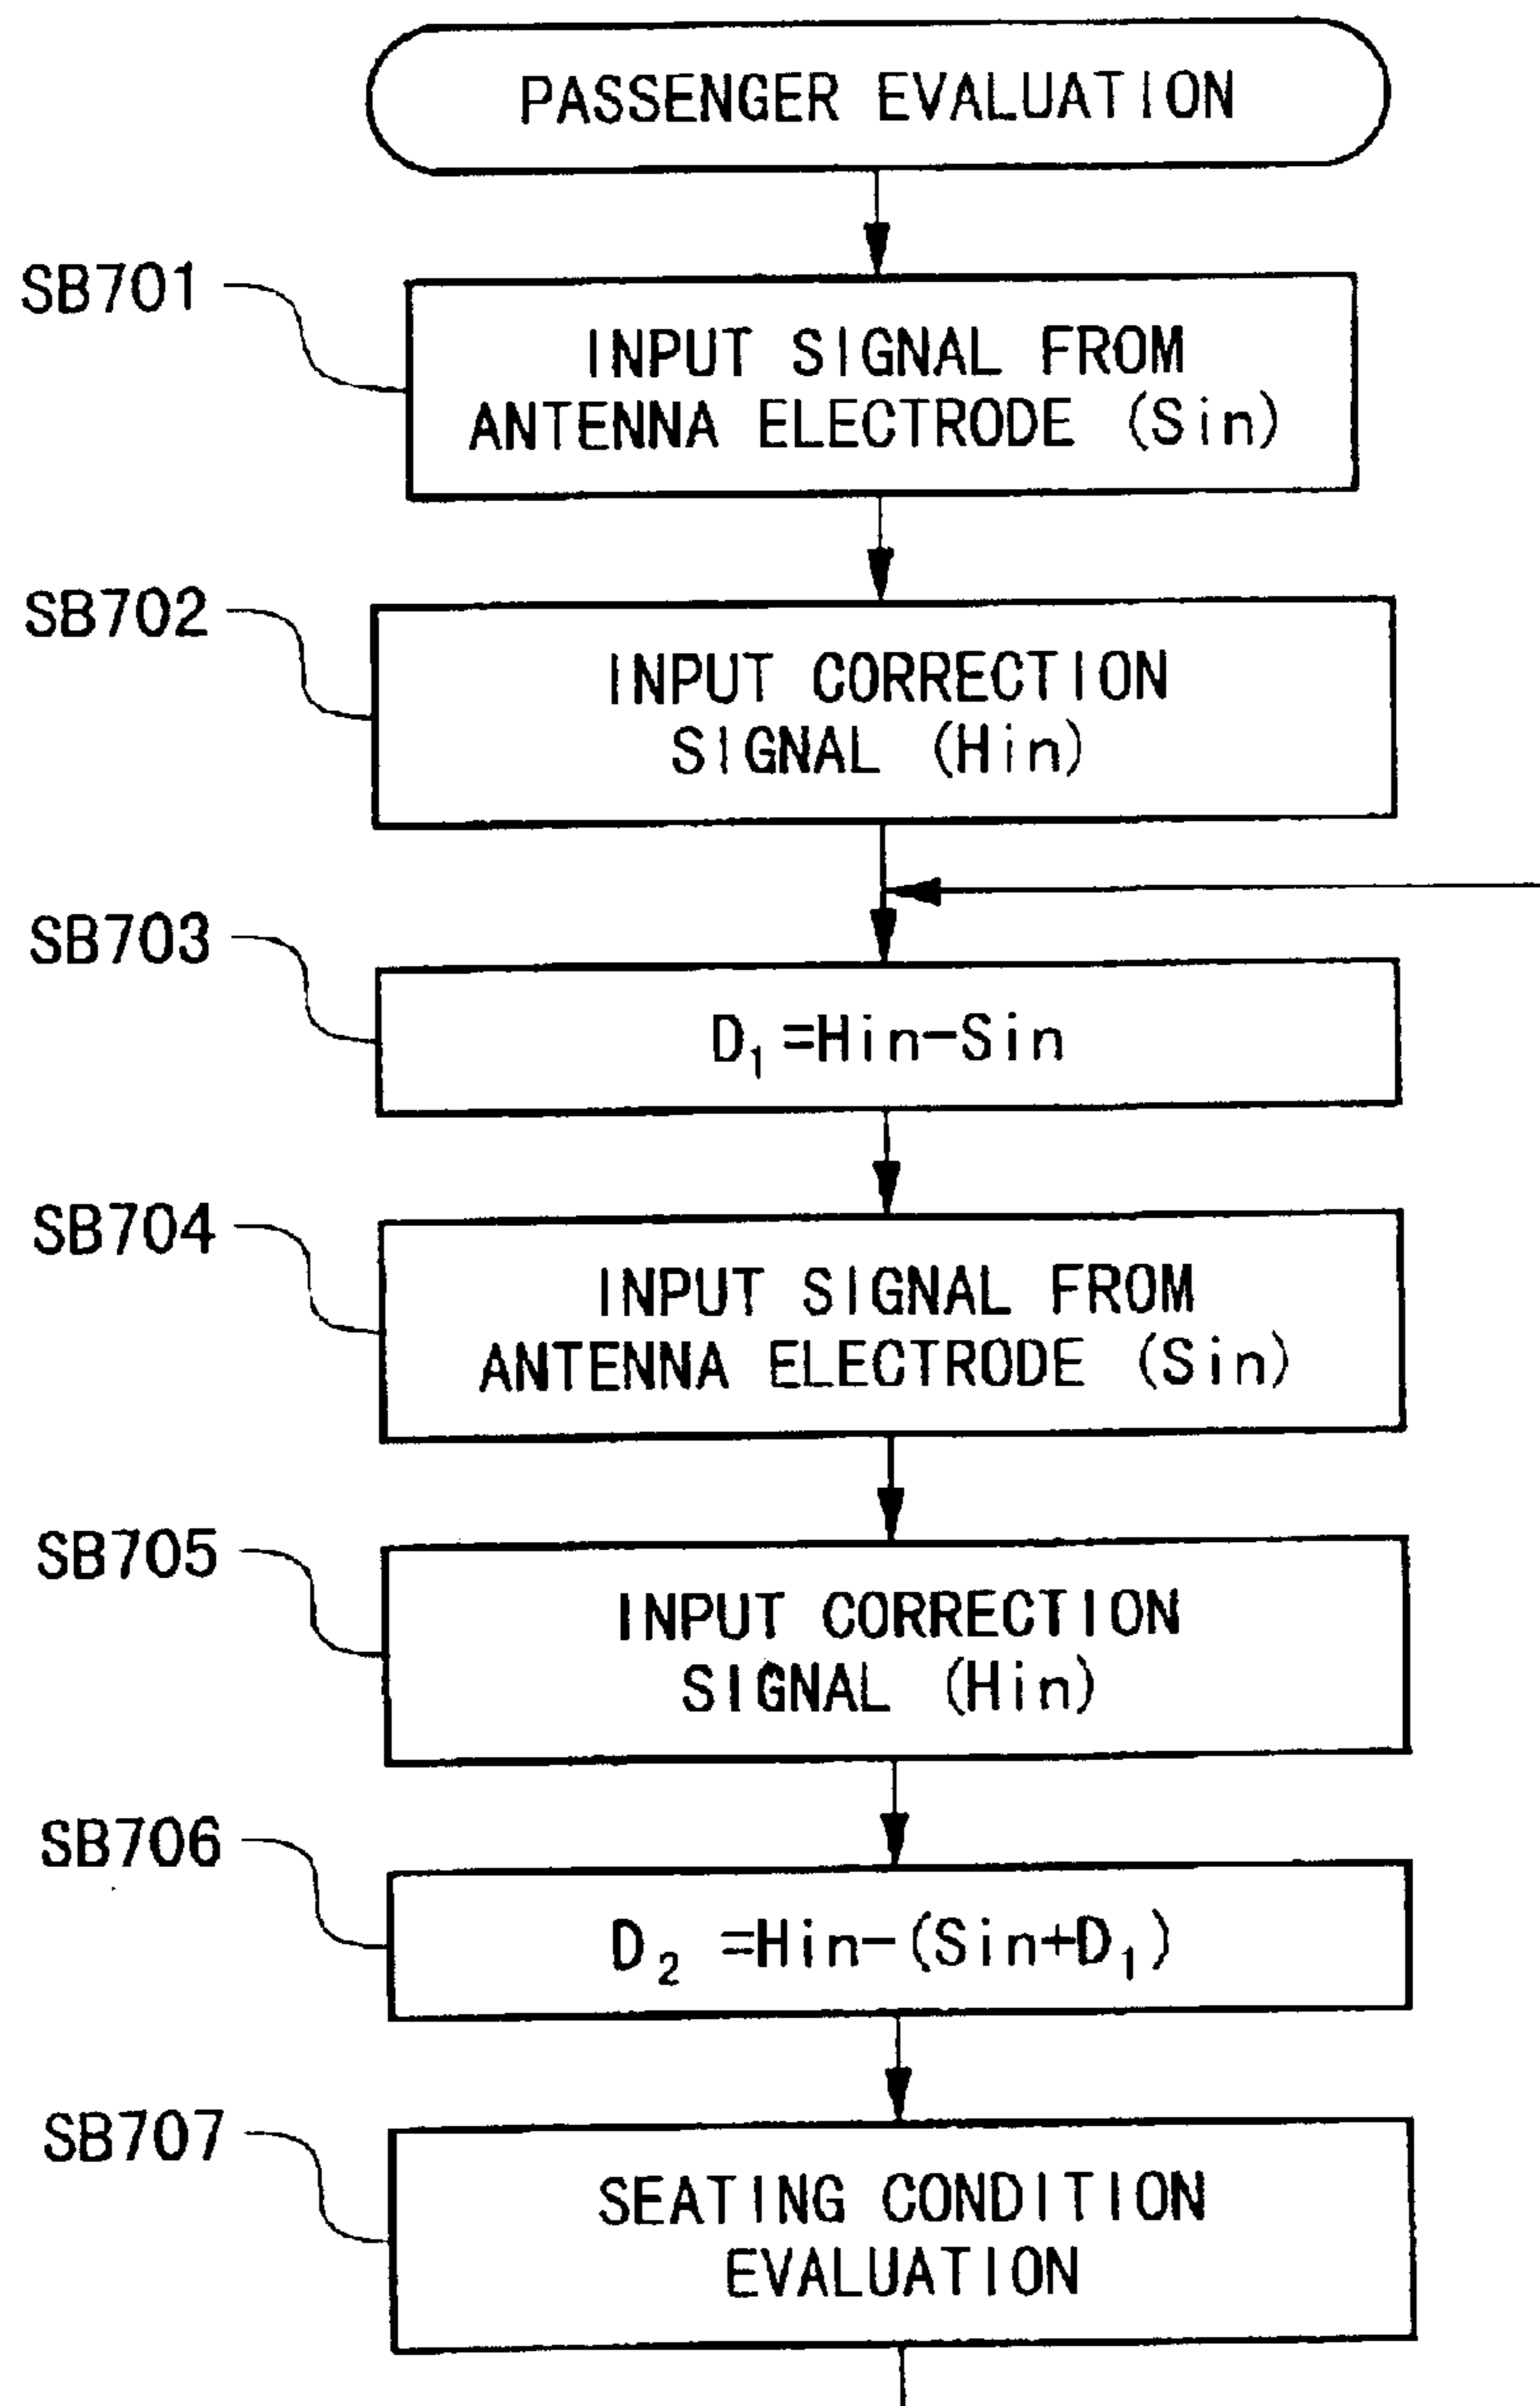 PASSENGER EVALUATION
SB701
INPUT SIGNAL FROM
ANTENNA ELECTRODE (Sin)
SB702
INPUT CORRECTION
SIGNAL (Hin)
SB703
D₁=Hin-Sin
SB704
INPUT SIGNAL FROM
ANTENNA ELECTRODE (Sin)
SB705
INPUT CORRECTION
SIGNAL (Hin)
SB706
D₂ =Hin-(Sin+D₁)
SB707
SEATING CONDITION
EVALUATION